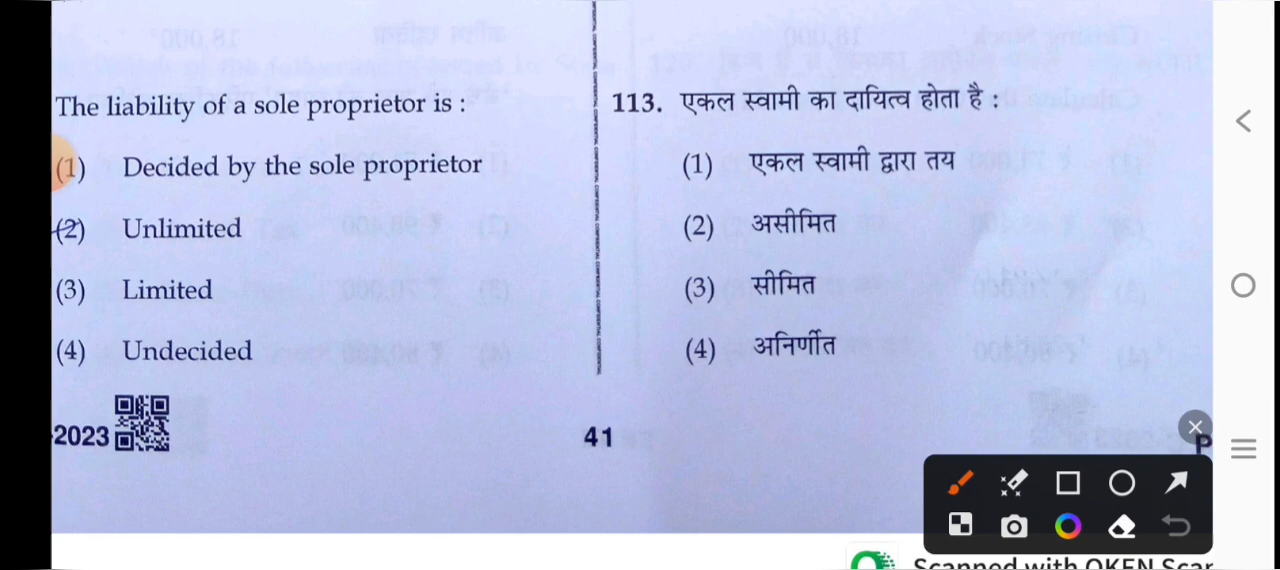 The liability of a sole proprietor is :
(1) Decided by the sole proprietor
(2) Unlimited
(3) Limited
(4) Undecided
113. एकल स्वामी का दायित्व होता है :
(1) एकल स्वामी द्वारा तय
(2) असीमित
(3) सीमित
(4) अनिर्णीत
2023
41
P
Scanned with OKEN Scar